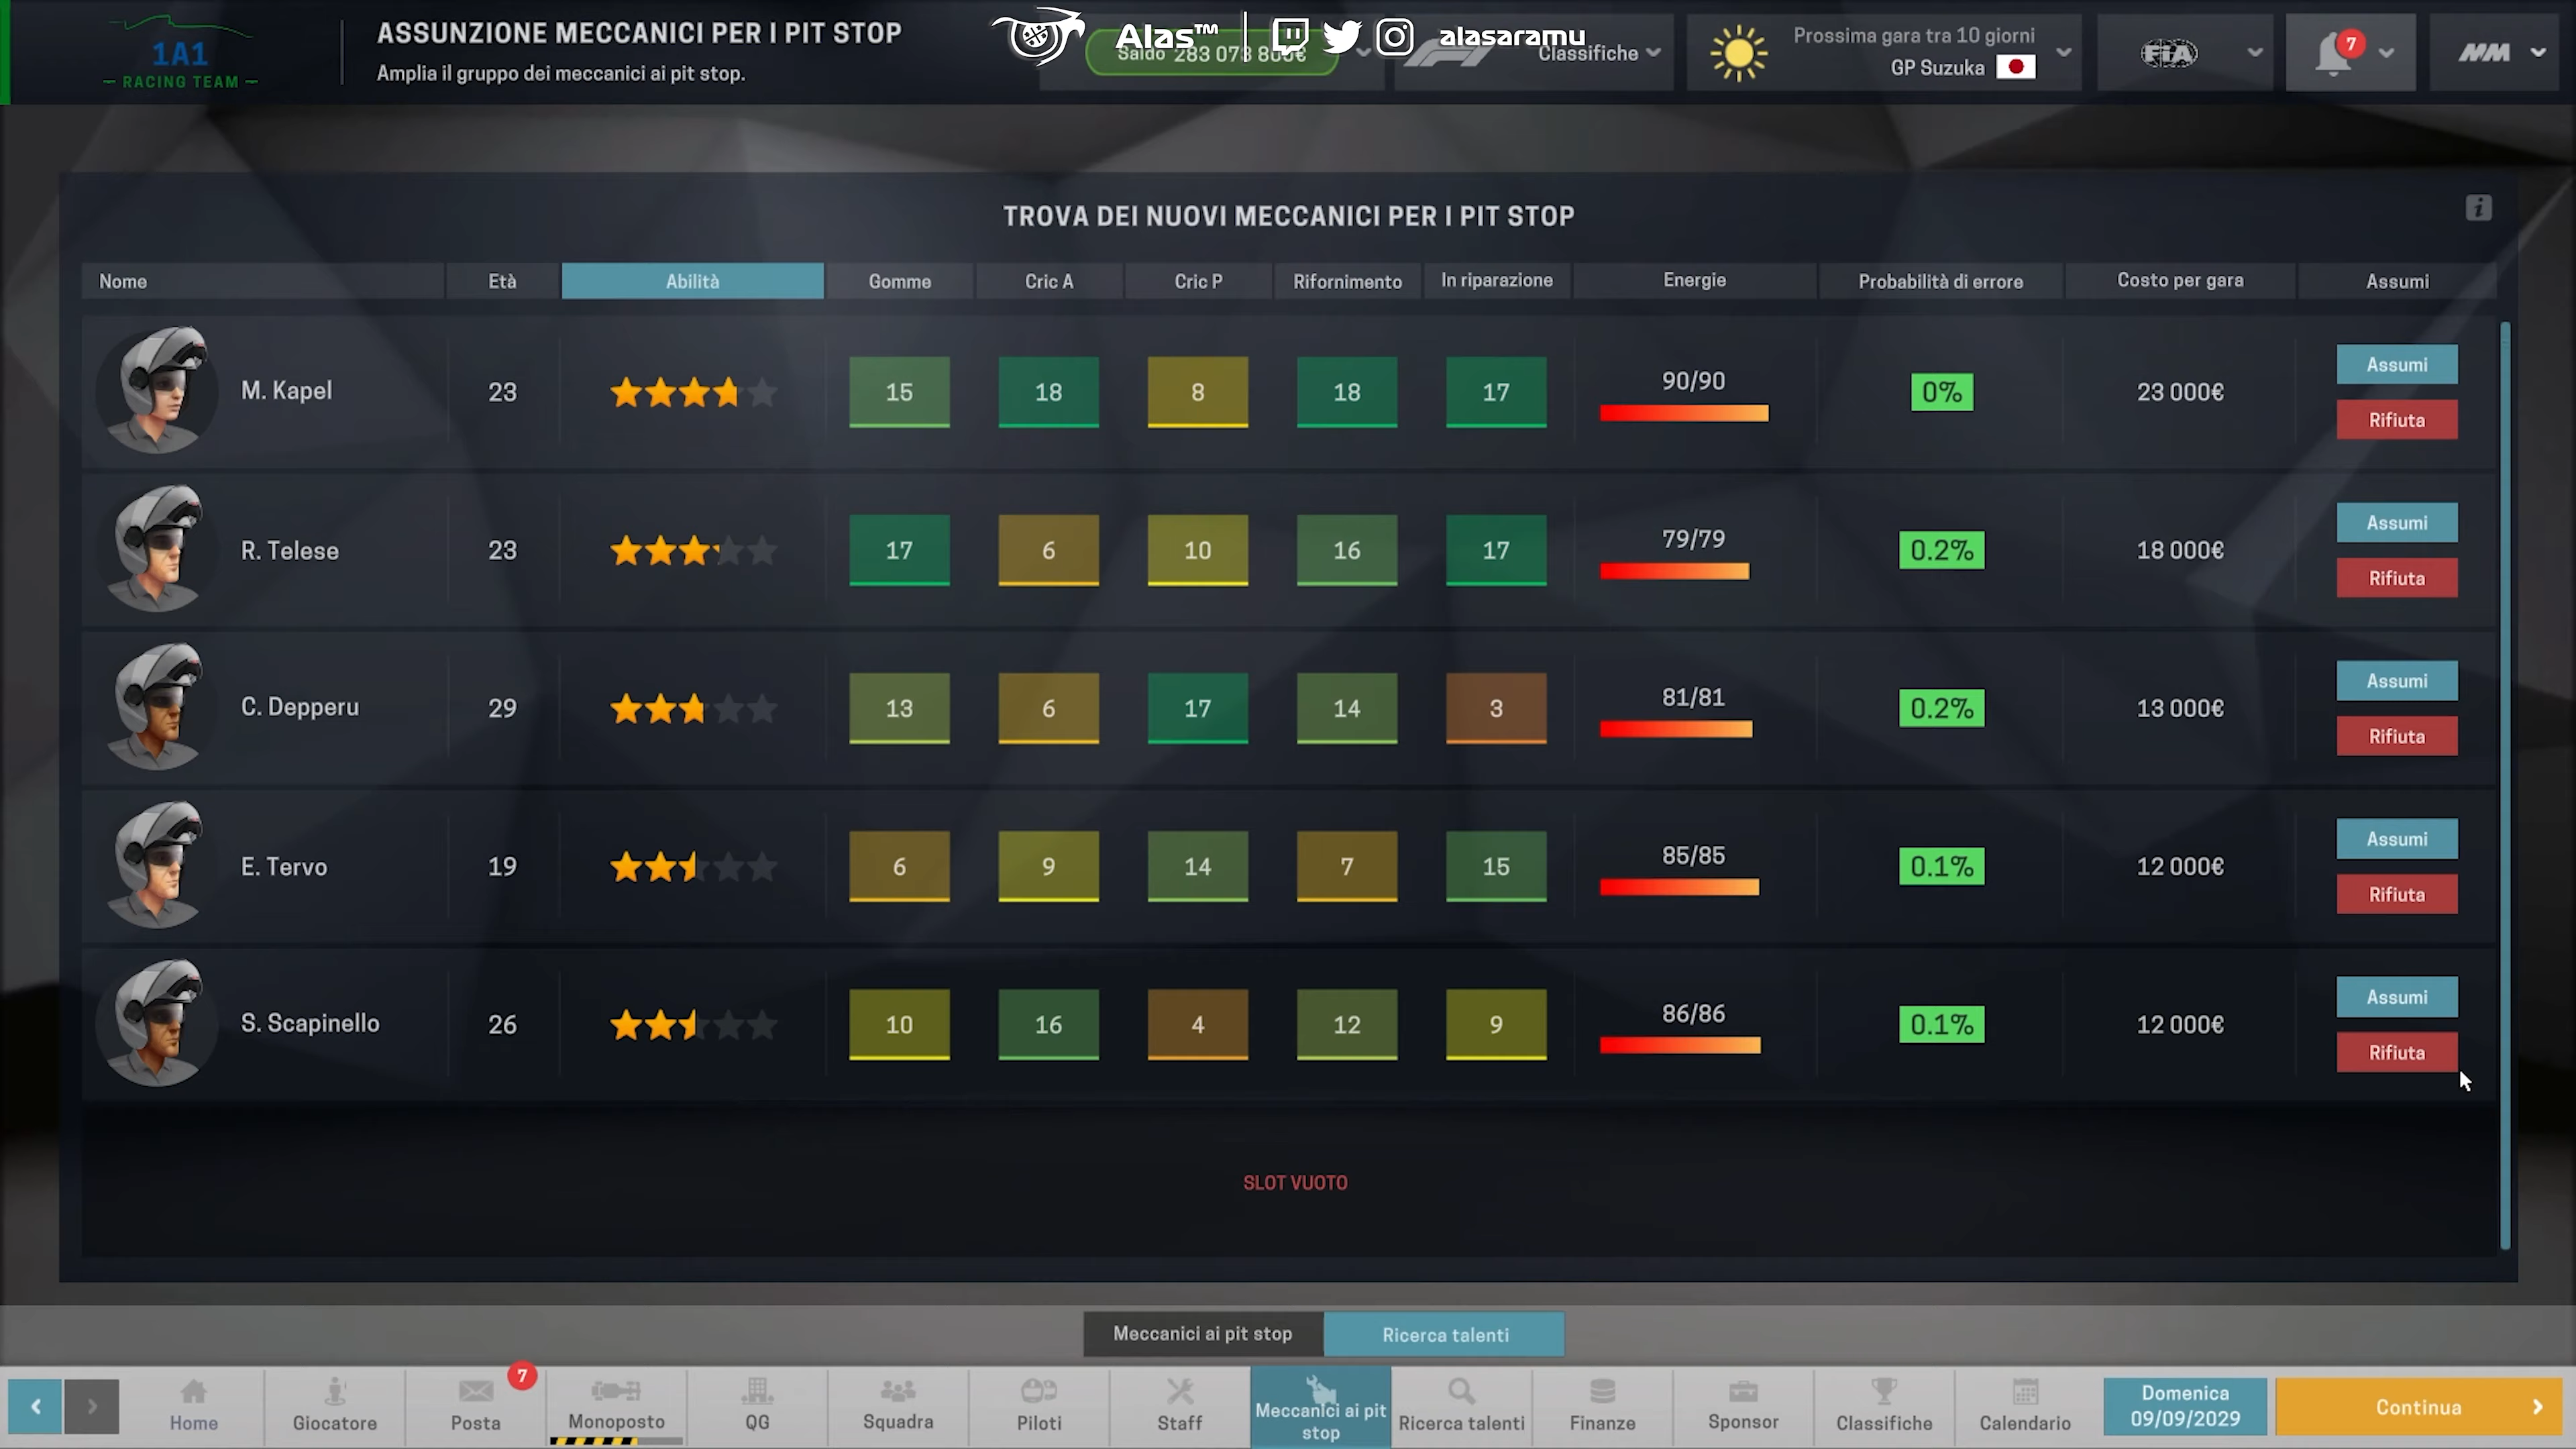 1A1
RACING TEAM
ASSUNZIONE MECCANICI PER I PIT STOP
Amplia il gruppo dei meccanici ai pit stop.
Alas™
alasaramu
Saldo 283 073
Classifiche
Prossima gara tra 10 giorni
GP Suzuka
FIA
7
MM
TROVA DEI NUOVI MECCANICI PER I PIT STOP
Nome Età Abilità Gomme Cric A Cric P Rifornimento In riparazione Energie Probabilità di errore Costo per gara Assumi
M. Kapel 23 15 18 8 18 17 90/90 0% 23 000€ Assumi
Rifiuta
R. Telese 23 17 6 10 16 17 79/79 0.2% 18 000€ Assumi
Rifiuta
C. Depperu 29 13 6 17 14 3 81/81 0.2% 13 000€ Assumi
Rifiuta
E. Tervo 19 6 9 14 7 15 85/85 0.1% 12 000€ Assumi
Rifiuta
S. Scapinello 26 10 16 4 12 9 86/86 0.1% 12 000€ Assumi
Rifiuta
SLOT VUOTO
Meccanici ai pit stop Ricerca talenti
Home
Giocatore
7
Posta
Monoposto
QG
Squadra
Piloti
Staff
Meccanici ai pit
stop
Ricerca talenti
Finanze
Sponsor
Classifiche
Calendario
Domenica
09/09/2029
Continua